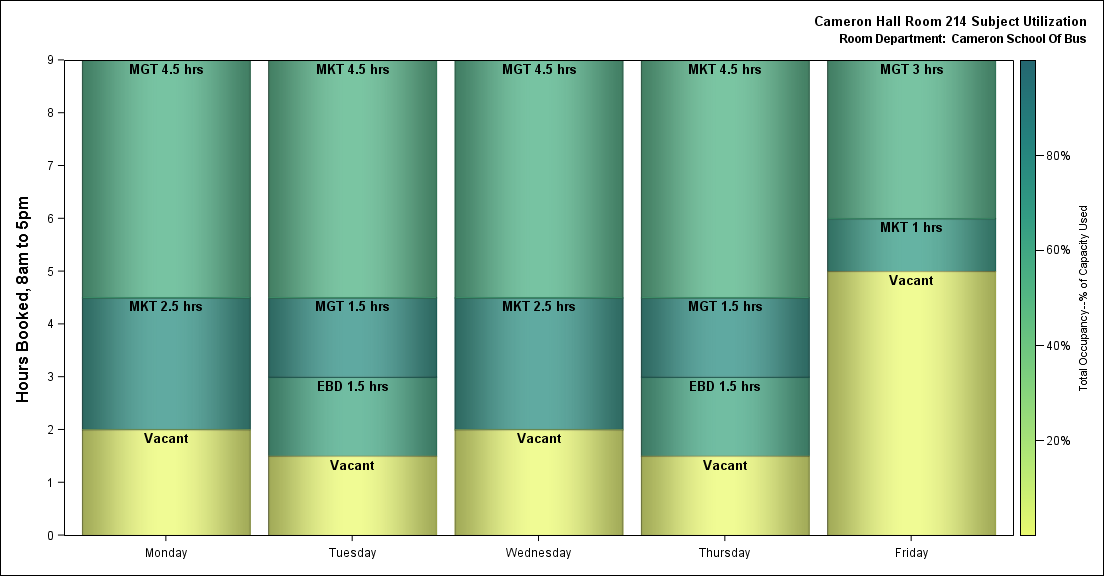 Cameron Hall Room 214 Subject Utilization
Room Department: Cameron School Of Bus
Hours Booked, 8am to 5pm
9
8
7
6
5
4
3
2
1
0
MGT 4.5 hrs
MKT 2.5 hrs
Vacant
Monday
MKT 4.5 hrs
MGT 1.5 hrs
EBD 1.5 hrs
Vacant
Tuesday
MGT 4.5 hrs
MKT 2.5 hrs
Vacant
Wednesday
MKT 4.5 hrs
MGT 1.5 hrs
EBD 1.5 hrs
Vacant
Thursday
MGT 3 hrs
MKT 1 hrs
Vacant
Friday
80%
60%
40%
20%
Total Occupancy--% of Capacity Used